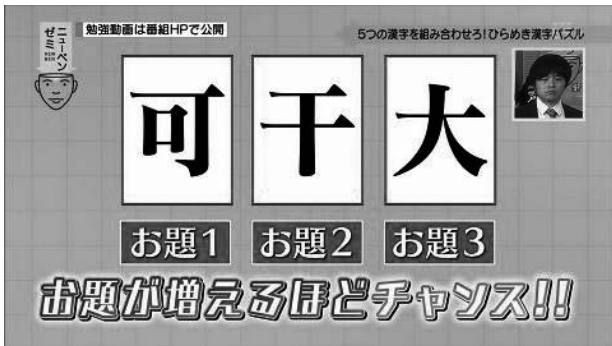 ニューベン
ゼミ
勉強動画は番組HPで公開
5つの漢字を組み合わせろ!ひらめき漢字パズル
可 干 大
お題1 お題2 お題3
お題が増えるほどチャンス!!